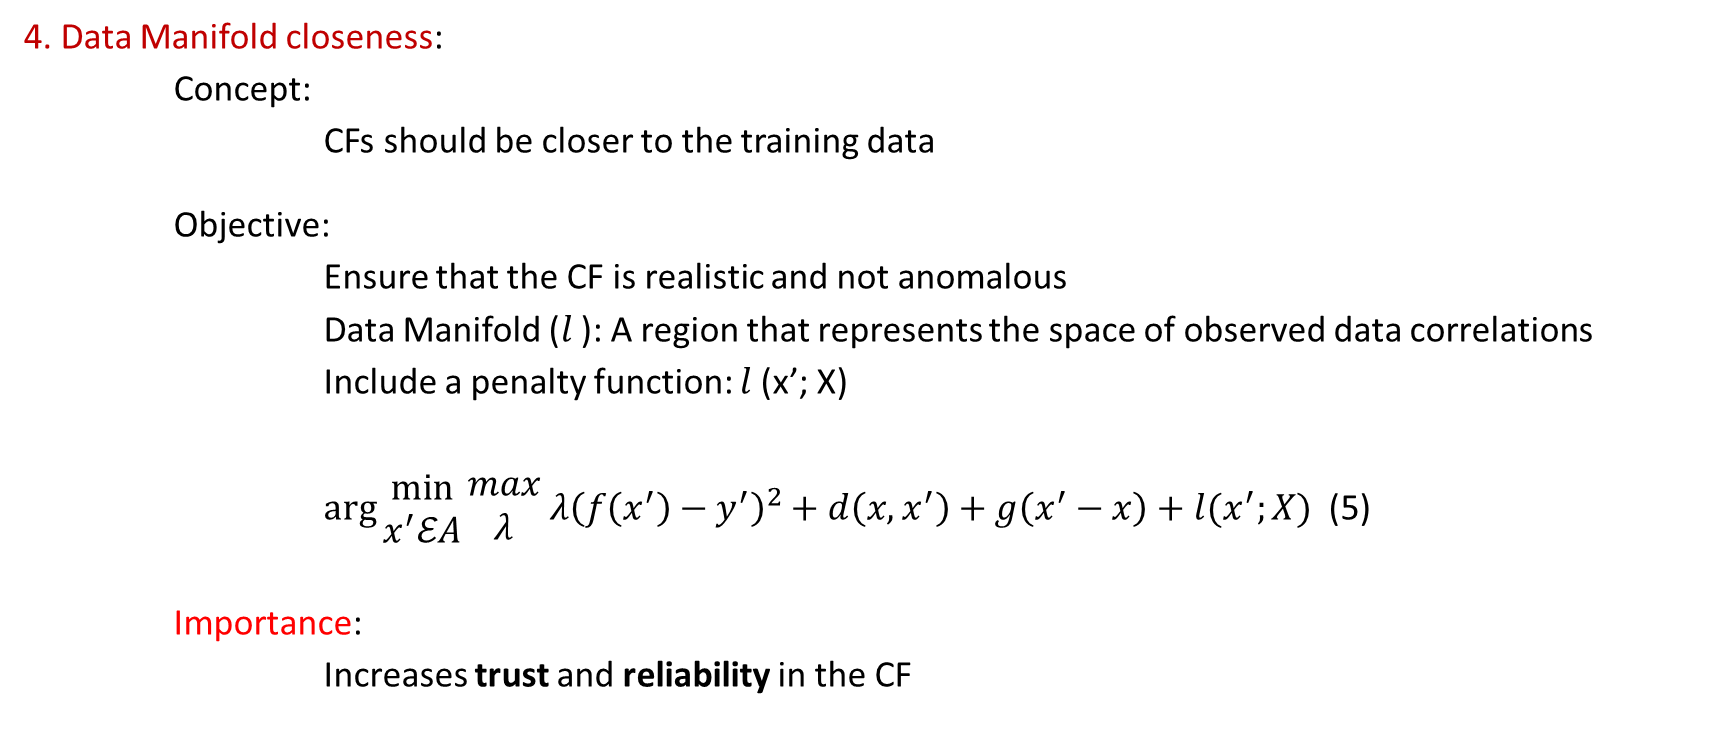 4. Data Manifold closeness:
Concept:
CFs should be closer to the training data
Objective:
Ensure that the CF is realistic and not anomalous
Data Manifold (l ): A region that represents the space of observed data correlations
Include a penalty function: l (x’; X)
arg min x′ƐA max λ λ(f(x′) − y′)² + d(x, x′) + g(x′ − x) + l(x′; X) (5)
Importance:
Increases trust and reliability in the CF